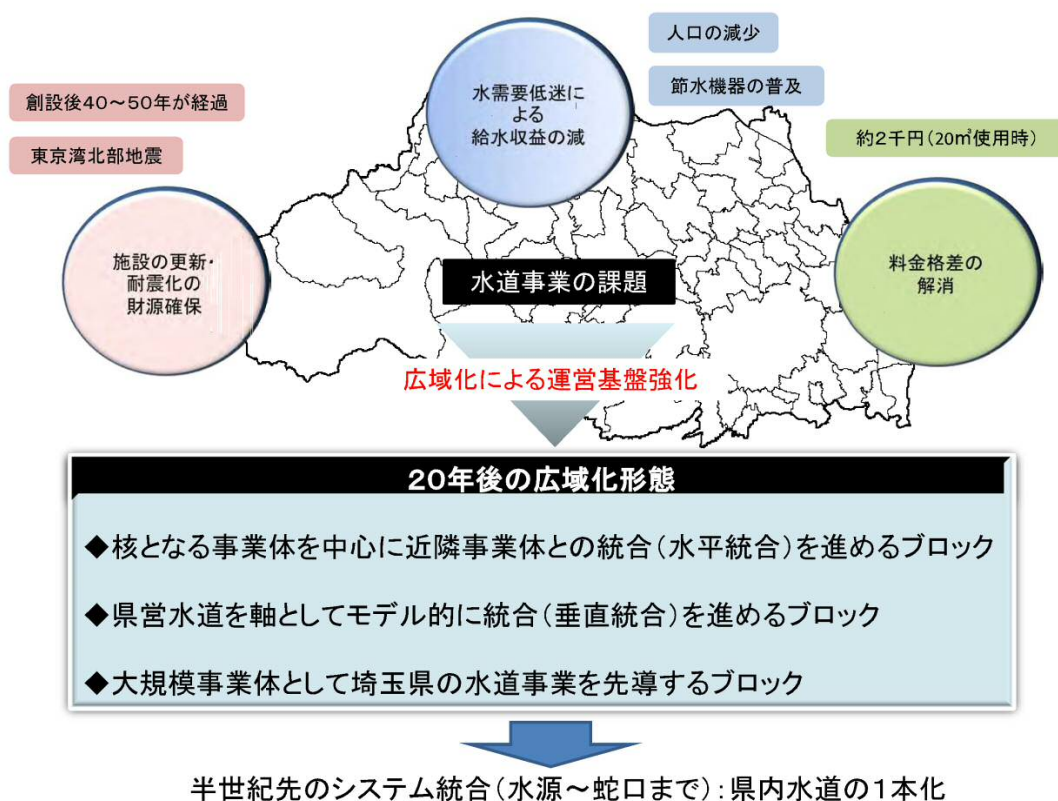 人口の減少
節水機器の普及
水需要低迷に
よる
給水収益の減
創設後40～50年が経過
東京湾北部地震
約2千円(20㎥使用時)
施設の更新・
耐震化の
財源確保
料金格差の
解消
水道事業の課題
広域化による運営基盤強化
20年後の広域化形態
◆核となる事業体を中心に近隣事業体との統合(水平統合)を進めるブロック
◆県営水道を軸としてモデル的に統合(垂直統合)を進めるブロック
◆大規模事業体として埼玉県の水道事業を先導するブロック
半世紀先のシステム統合(水源～蛇口まで):県内水道の1本化